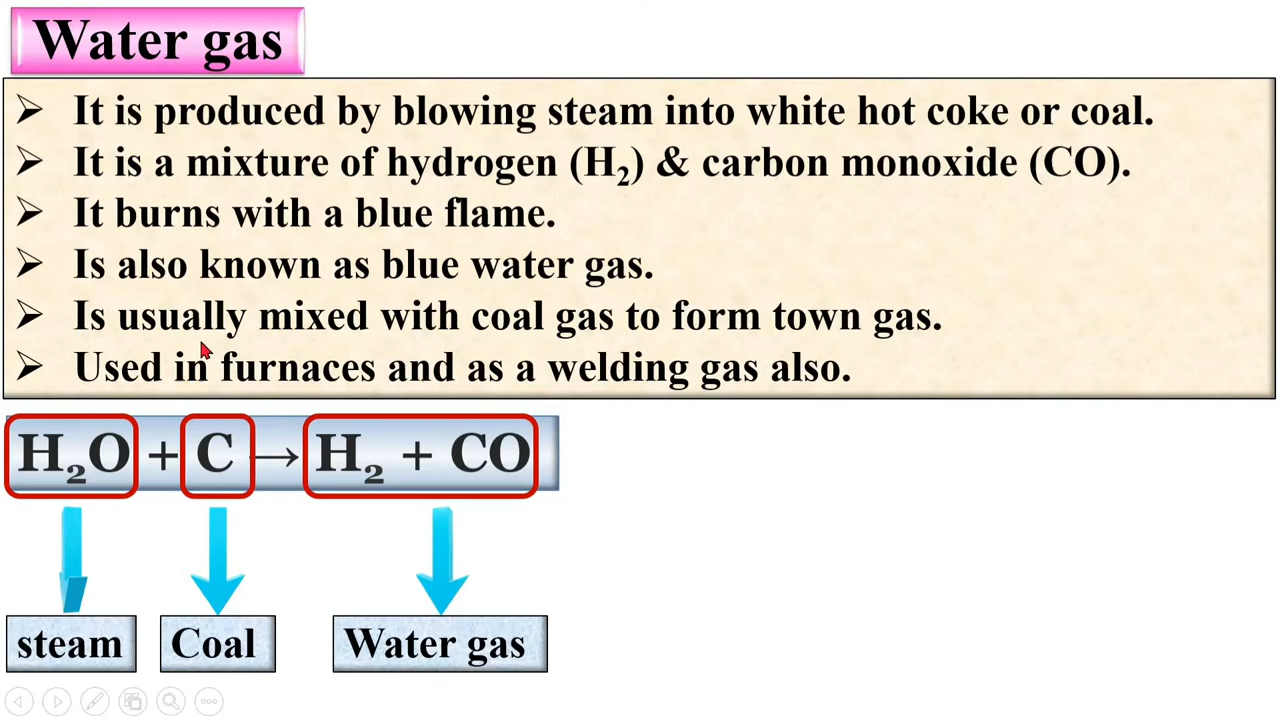 Water gas
➢ It is produced by blowing steam into white hot coke or coal.
➢ It is a mixture of hydrogen (H₂) & carbon monoxide (CO).
➢ It burns with a blue flame.
➢ Is also known as blue water gas.
➢ Is usually mixed with coal gas to form town gas.
➢ Used in furnaces and as a welding gas also.
H₂O + C → H₂ + CO
steam Coal Water gas